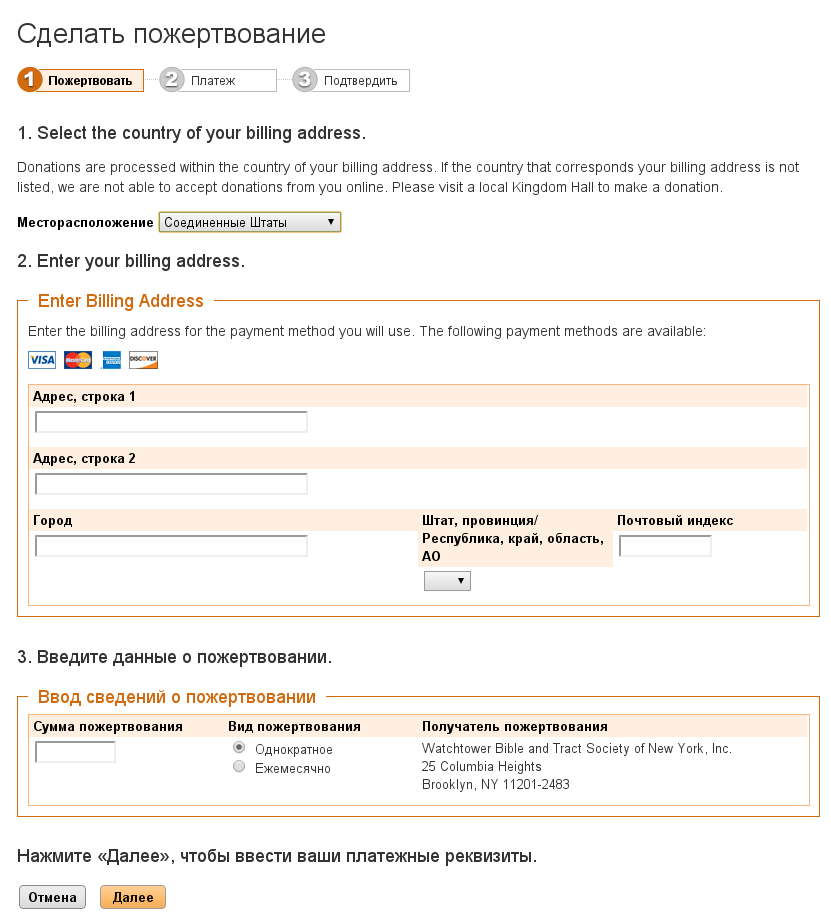 Сделать пожертвование
1 Пожертвовать 2 Платеж 3 Подтвердить
1. Select the country of your billing address.
Donations are processed within the country of your billing address. If the country that corresponds your billing address is not
listed, we are not able to accept donations from you online. Please visit a local Kingdom Hall to make a donation.
Месторасположение Соединенные Штаты
2. Enter your billing address.
Enter Billing Address
Enter the billing address for the payment method you will use. The following payment methods are available:
VISA MasterCard DISCOVER
Адрес, строка 1
Адрес, строка 2
Город
Штат, провинция/
Республика, край, область,
АО
Почтовый индекс
3. Введите данные о пожертвовании.
Ввод сведений о пожертвовании
Сумма пожертвования
Вид пожертвования
Однократное
Ежемесячно
Получатель пожертвования
Watchtower Bible and Tract Society of New York, Inc.
25 Columbia Heights
Brooklyn, NY 11201-2483
Нажмите «Далее», чтобы ввести ваши платежные реквизиты.
Отмена Далее